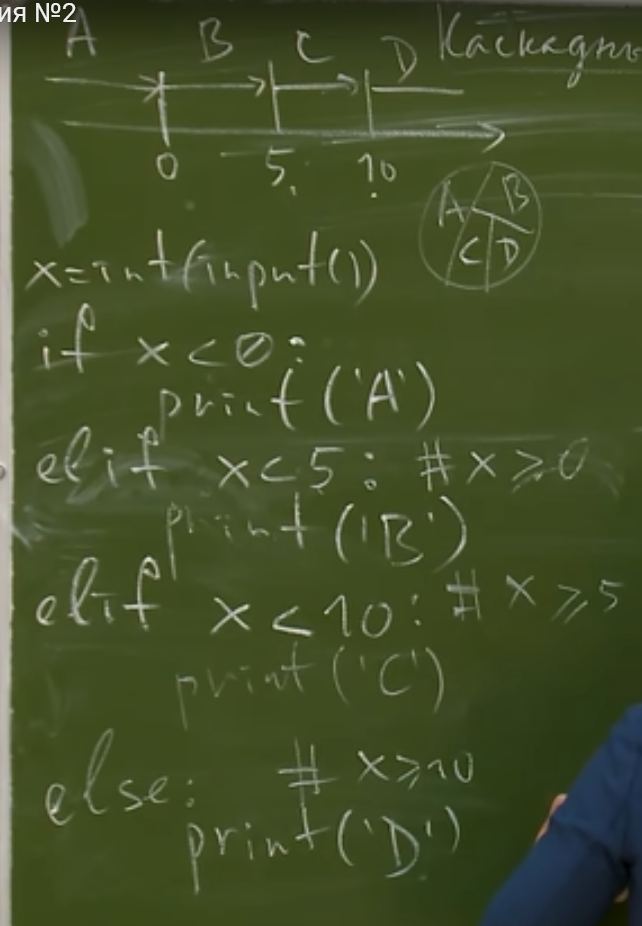 ия №2
A B C D Каскадны
0 5 10
A B
C D
x=int(input())
if x<0:
print('A')
elif x<5: #x⩾0
print('B')
elif x<10: # x⩾5
print('C')
else: # x⩾10
print('D')